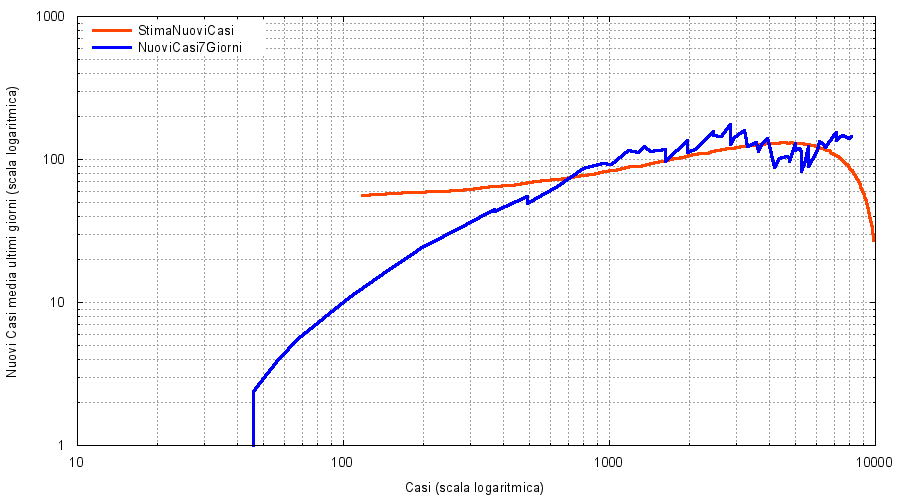 1000
StimaNuoviCasi
NuoviCasi7Giorni
100
10
1
10
100
1000
10000
Nuovi Casi media ultimi giorni (scala logaritmica)
Casi (scala logaritmica)